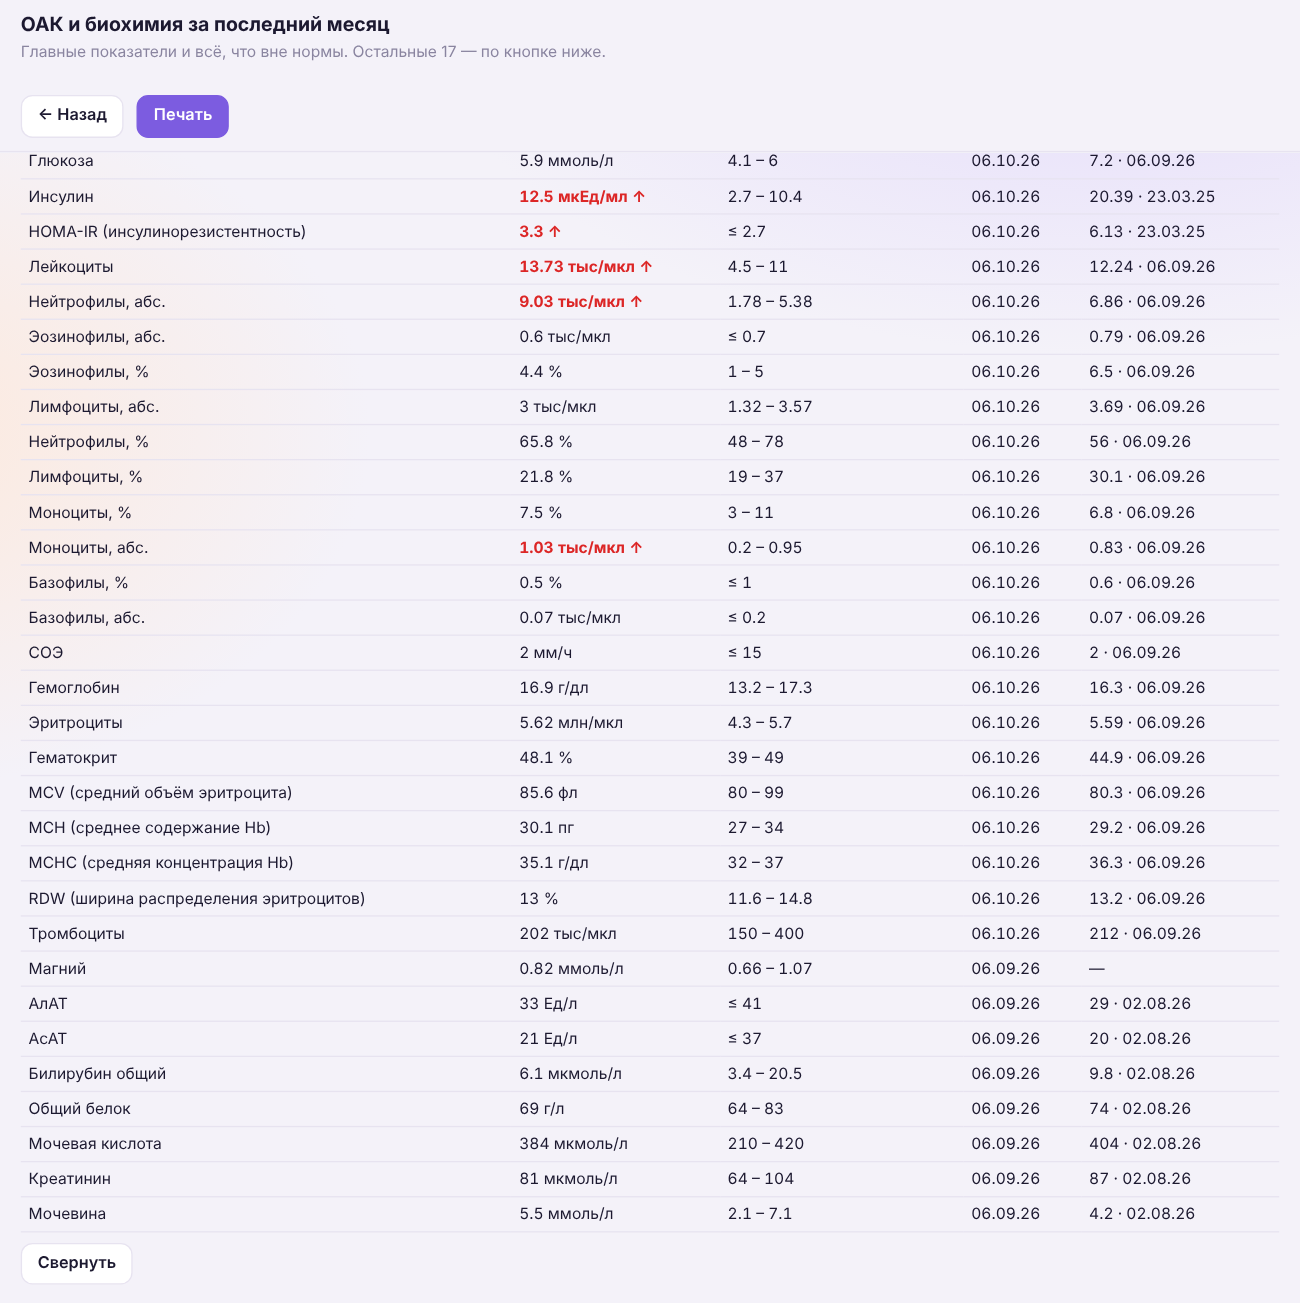 ОАК и биохимия за последний месяц
Главные показатели и всё, что вне нормы. Остальные 17 — по кнопке ниже.
← Назад Печать
Глюкоза 5.9 ммоль/л 4.1 – 6 06.10.26 7.2 · 06.09.26
Инсулин 12.5 мкЕд/мл ↑ 2.7 – 10.4 06.10.26 20.39 · 23.03.25
HOMA-IR (инсулинорезистентность) 3.3 ↑ ≤ 2.7 06.10.26 6.13 · 23.03.25
Лейкоциты 13.73 тыс/мкл ↑ 4.5 – 11 06.10.26 12.24 · 06.09.26
Нейтрофилы, абс. 9.03 тыс/мкл ↑ 1.78 – 5.38 06.10.26 6.86 · 06.09.26
Эозинофилы, абс. 0.6 тыс/мкл ≤ 0.7 06.10.26 0.79 · 06.09.26
Эозинофилы, % 4.4 % 1 – 5 06.10.26 6.5 · 06.09.26
Лимфоциты, абс. 3 тыс/мкл 1.32 – 3.57 06.10.26 3.69 · 06.09.26
Нейтрофилы, % 65.8 % 48 – 78 06.10.26 56 · 06.09.26
Лимфоциты, % 21.8 % 19 – 37 06.10.26 30.1 · 06.09.26
Моноциты, % 7.5 % 3 – 11 06.10.26 6.8 · 06.09.26
Моноциты, абс. 1.03 тыс/мкл ↑ 0.2 – 0.95 06.10.26 0.83 · 06.09.26
Базофилы, % 0.5 % ≤ 1 06.10.26 0.6 · 06.09.26
Базофилы, абс. 0.07 тыс/мкл ≤ 0.2 06.10.26 0.07 · 06.09.26
СОЭ 2 мм/ч ≤ 15 06.10.26 2 · 06.09.26
Гемоглобин 16.9 г/дл 13.2 – 17.3 06.10.26 16.3 · 06.09.26
Эритроциты 5.62 млн/мкл 4.3 – 5.7 06.10.26 5.59 · 06.09.26
Гематокрит 48.1 % 39 – 49 06.10.26 44.9 · 06.09.26
MCV (средний объём эритроцита) 85.6 фл 80 – 99 06.10.26 80.3 · 06.09.26
MCH (среднее содержание Hb) 30.1 пг 27 – 34 06.10.26 29.2 · 06.09.26
MCHC (средняя концентрация Hb) 35.1 г/дл 32 – 37 06.10.26 36.3 · 06.09.26
RDW (ширина распределения эритроцитов) 13 % 11.6 – 14.8 06.10.26 13.2 · 06.09.26
Тромбоциты 202 тыс/мкл 150 – 400 06.10.26 212 · 06.09.26
Магний 0.82 ммоль/л 0.66 – 1.07 06.09.26 —
АлАТ 33 Ед/л ≤ 41 06.09.26 29 · 02.08.26
АсАТ 21 Ед/л ≤ 37 06.09.26 20 · 02.08.26
Билирубин общий 6.1 мкмоль/л 3.4 – 20.5 06.09.26 9.8 · 02.08.26
Общий белок 69 г/л 64 – 83 06.09.26 74 · 02.08.26
Мочевая кислота 384 мкмоль/л 210 – 420 06.09.26 404 · 02.08.26
Креатинин 81 мкмоль/л 64 – 104 06.09.26 87 · 02.08.26
Мочевина 5.5 ммоль/л 2.1 – 7.1 06.09.26 4.2 · 02.08.26
Свернуть